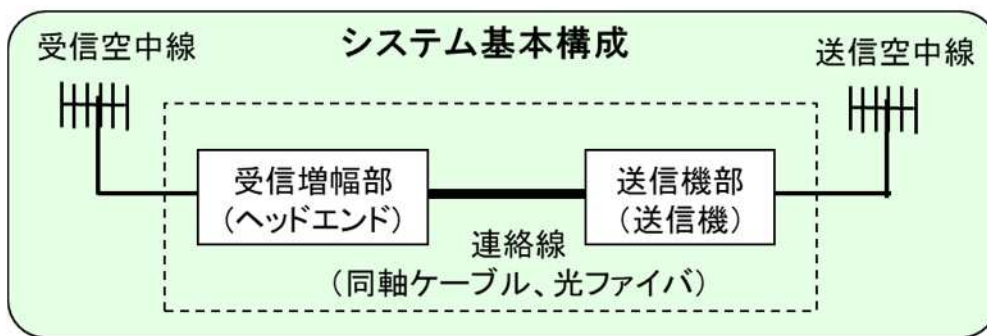 システム基本構成
受信空中線
送信空中線
受信増幅部
(ヘッドエンド)
送信機部
(送信機)
連絡線
(同軸ケーブル、光ファイバ)